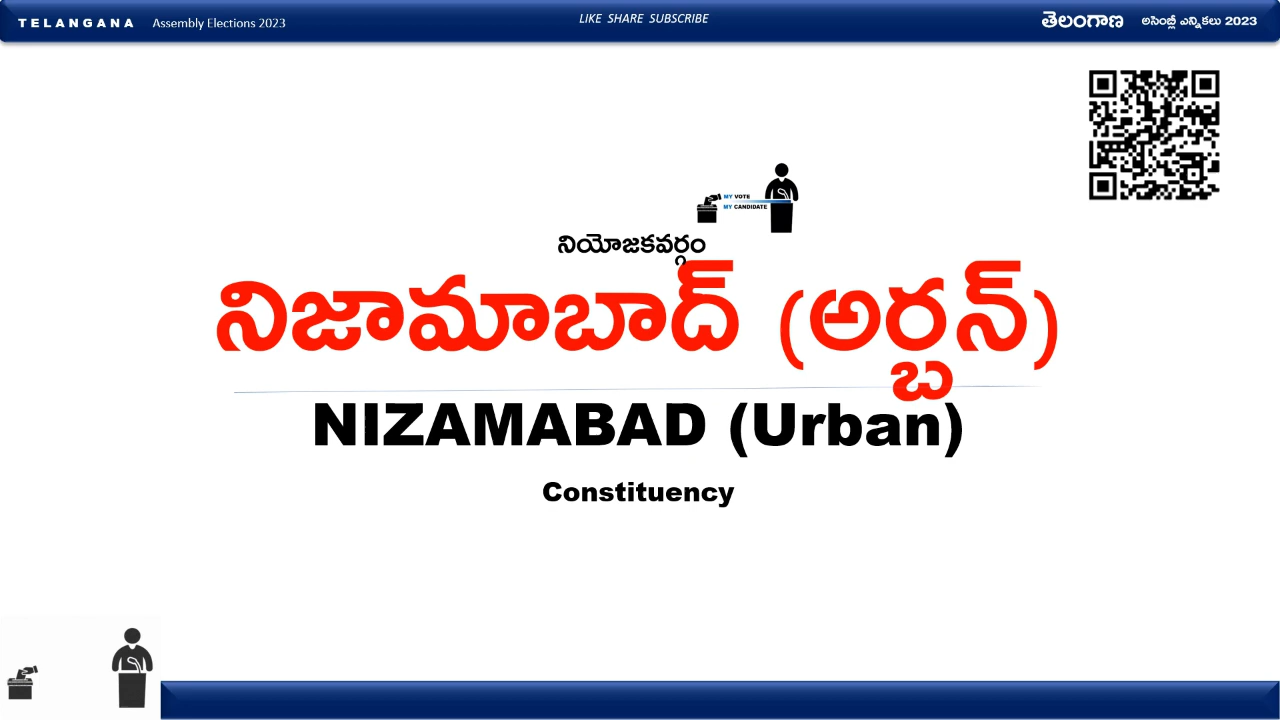 TELANGANA Assembly Elections 2023 LIKE SHARE SUBSCRIBE తెలంగాణ అసెంబ్లీ ఎన్నికలు 2023
MY VOTE
MY CANDIDATE
నియోజకవర్గం
నిజామాబాద్ (అర్బన్)
NIZAMABAD (Urban)
Constituency